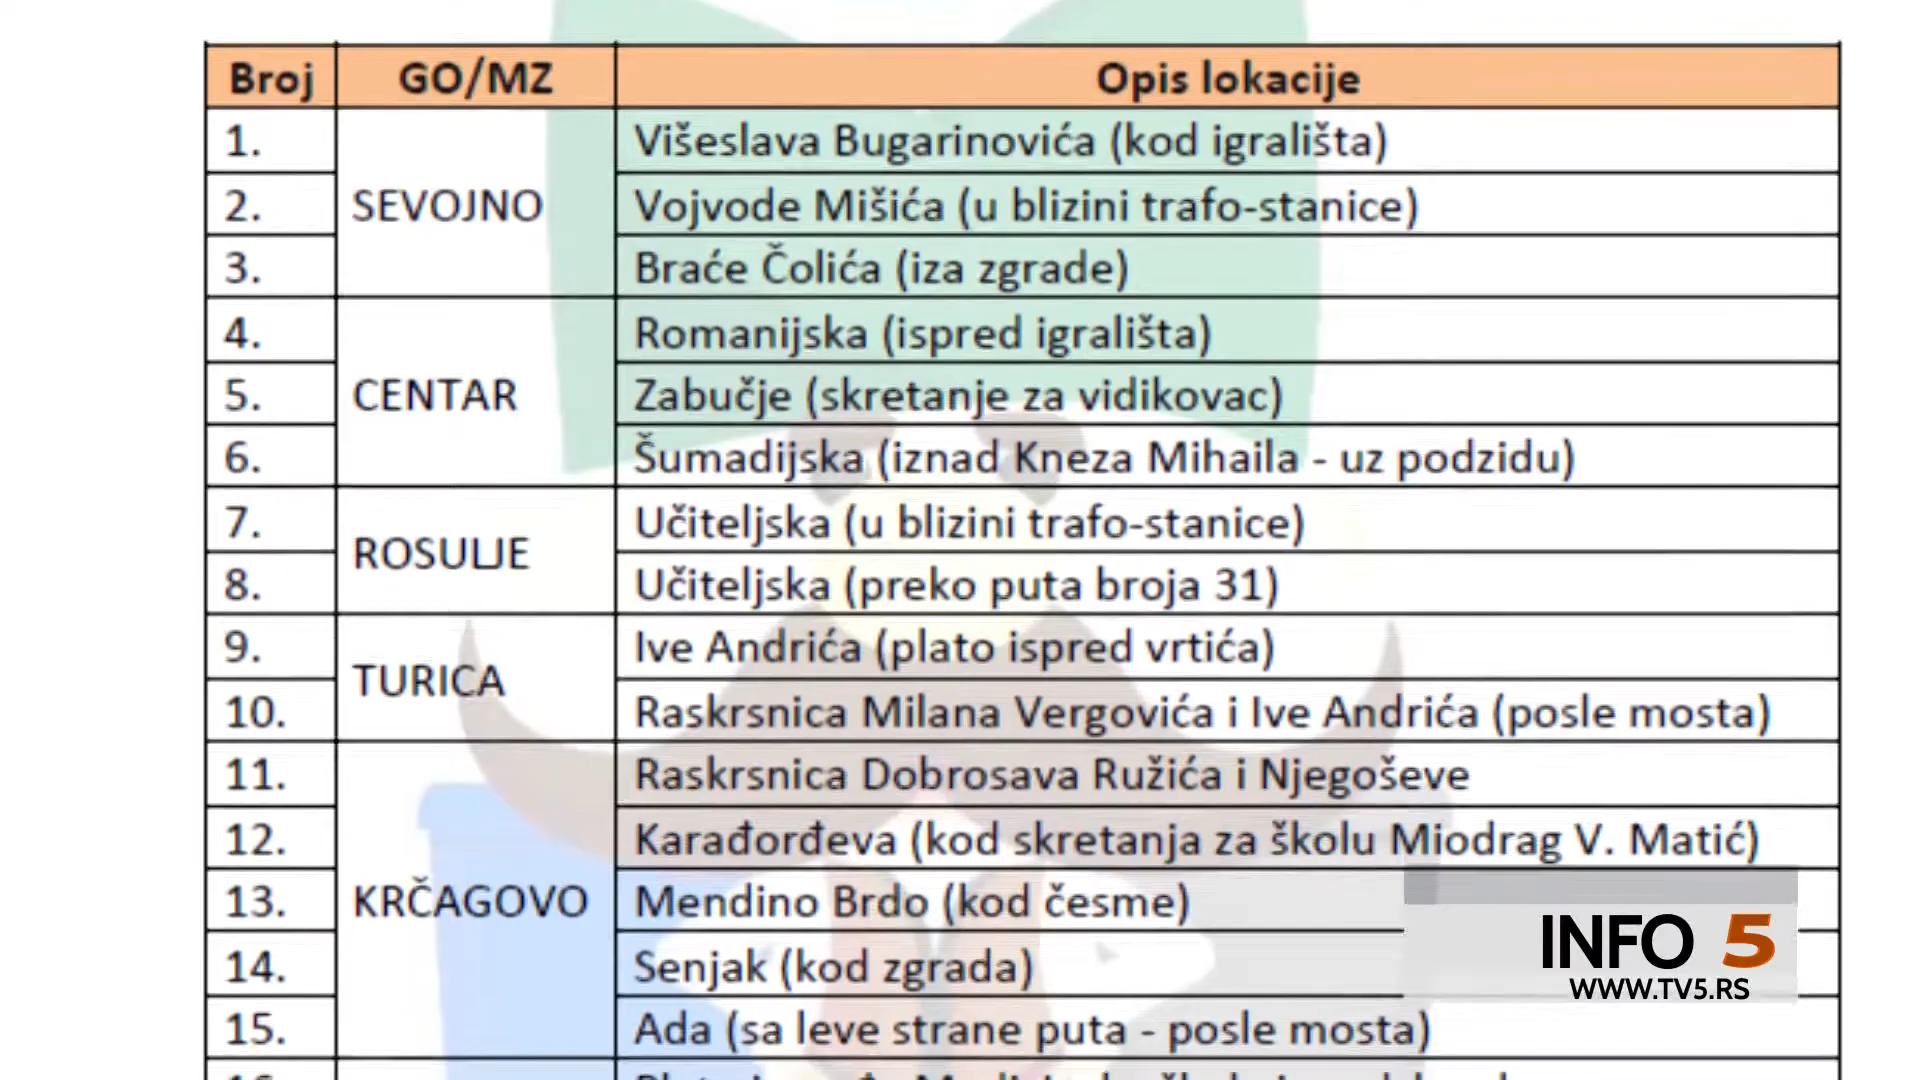 Broj GO/MZ Opis lokacije
1. Višeslava Bugarinovića (kod igrališta)
2. SEVOJNO Vojvode Mišića (u blizini trafo-stanice)
3. Braće Čolića (iza zgrade)
4. Romanijska (ispred igrališta)
5. CENTAR Zabučje (skretanje za vidikovac)
6. Šumadijska (iznad Kneza Mihaila - uz podzidu)
7. Učiteljska (u blizini trafo-stanice)
ROSULJE
8. Učiteljska (preko puta broja 31)
9. Ive Andrića (plato ispred vrtića)
TURICA
10. Raskrsnica Milana Vergovića i Ive Andrića (posle mosta)
11. Raskrsnica Dobrosava Ružića i Njegoševe
12. Karađorđeva (kod skretanja za školu Miodrag V. Matić)
13. KRČAGOVO Mendino Brdo (kod česme)
14. Senjak (kod zgrada)
15. Ada (sa leve strane puta - posle mosta)
INFO 5
WWW.TV5.RS